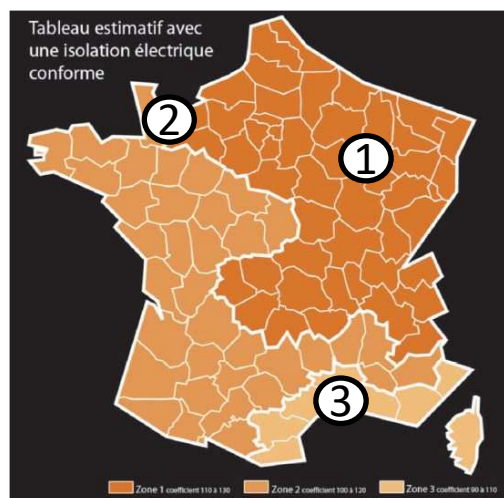 Tableau estimatif avec
une isolation électrique
conforme
2
1
3
Zone 1 coefficient 110 à 130 Zone 2 coefficient 100 à 120 Zone 3 coefficient 90 à 110